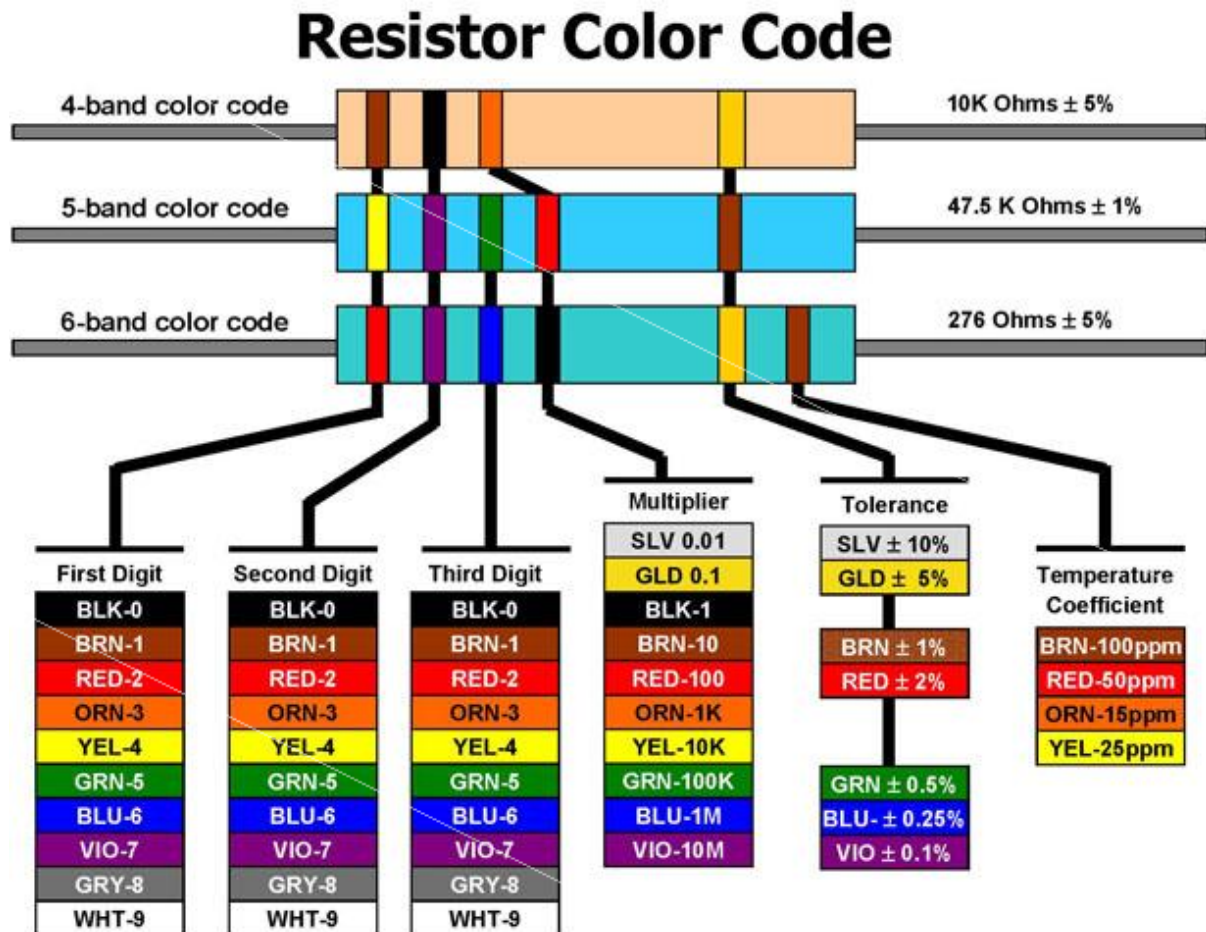 Resistor Color Code
4-band color code
10K Ohms ± 5%
5-band color code
47.5 K Ohms ± 1%
6-band color code
276 Ohms ± 5%
First Digit
BLK-0
BRN-1
RED-2
ORN-3
YEL-4
GRN-5
BLU-6
VIO-7
GRY-8
WHT-9
Second Digit
BLK-0
BRN-1
RED-2
ORN-3
YEL-4
GRN-5
BLU-6
VIO-7
GRY-8
WHT-9
Third Digit
BLK-0
BRN-1
RED-2
ORN-3
YEL-4
GRN-5
BLU-6
VIO-7
GRY-8
WHT-9
Multiplier
SLV 0.01
GLD 0.1
BLK-1
BRN-10
RED-100
ORN-1K
YEL-10K
GRN-100K
BLU-1M
VIO-10M
Tolerance
SLV ± 10%
GLD ± 5%
BRN ± 1%
RED ± 2%
GRN ± 0.5%
BLU- ± 0.25%
VIO ± 0.1%
Temperature
Coefficient
BRN-100ppm
RED-50ppm
ORN-15ppm
YEL-25ppm